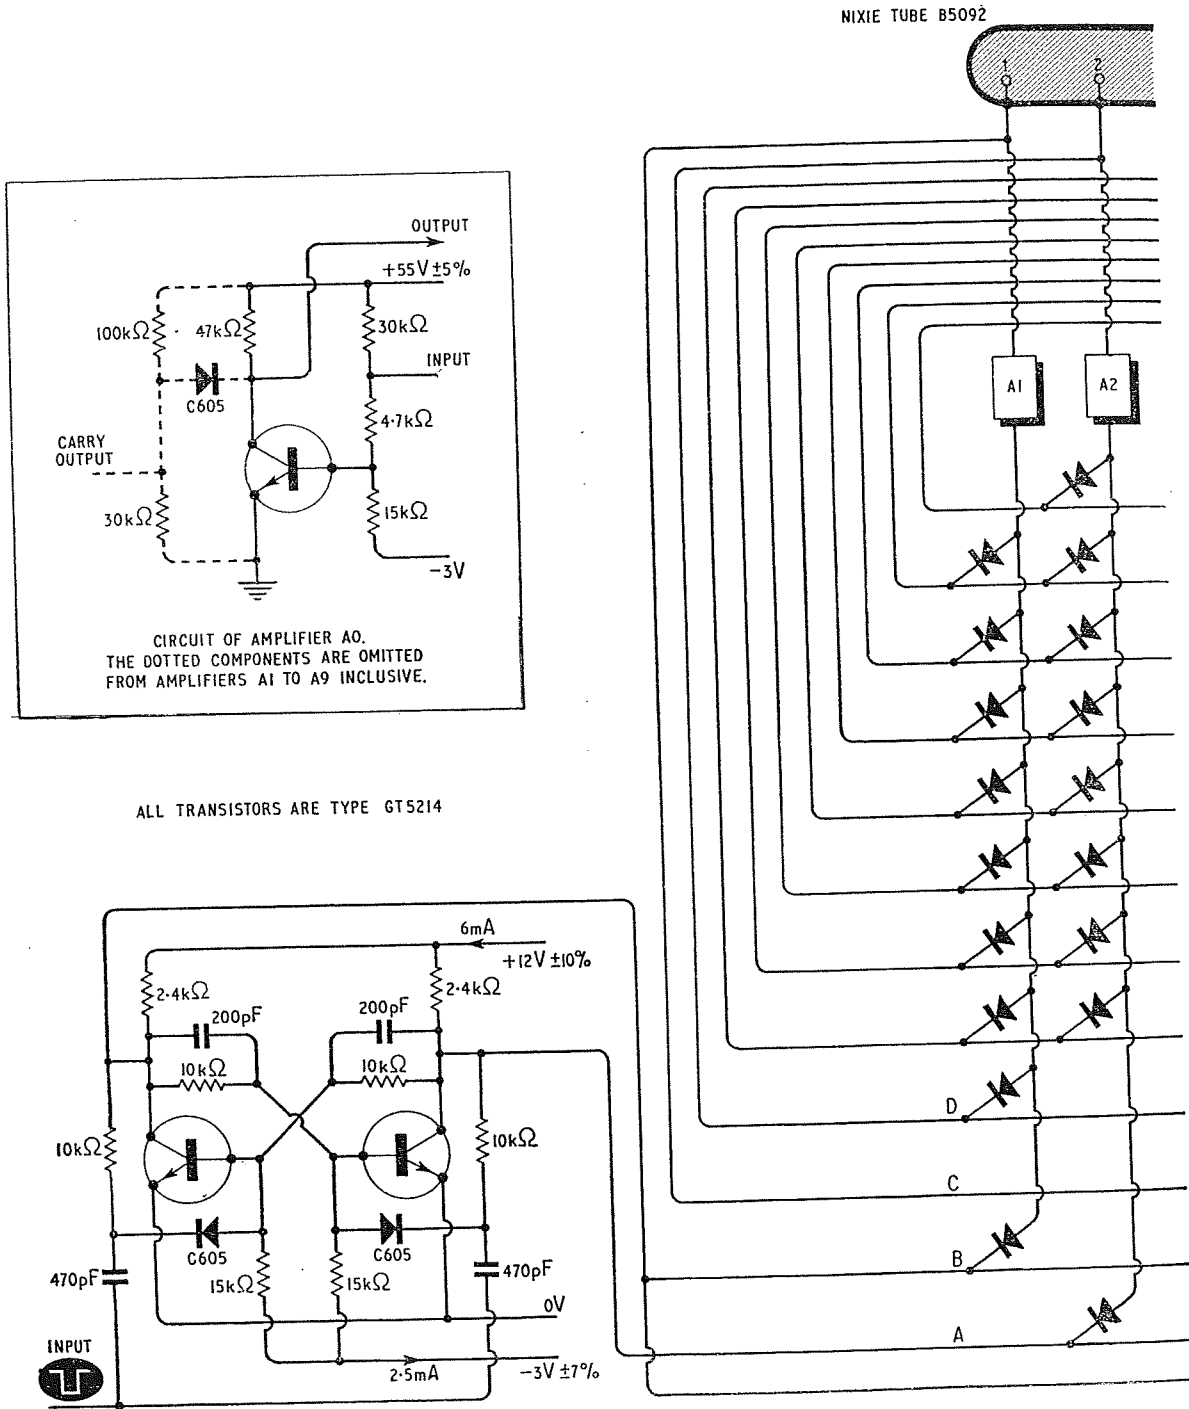 NIXIE TUBE B5092
1
2
OUTPUT
+55V±5%
100kΩ
47kΩ
30kΩ
INPUT
C605
4·7kΩ
CARRY
OUTPUT
30kΩ
15kΩ
−3V
CIRCUIT OF AMPLIFIER A0.
THE DOTTED COMPONENTS ARE OMITTED
FROM AMPLIFIERS A1 TO A9 INCLUSIVE.
A1
A2
ALL TRANSISTORS ARE TYPE GT5214
6mA
+12V±10%
2·4kΩ
2·4kΩ
200pF
200pF
10kΩ
10kΩ
10kΩ
10kΩ
C605
C605
470pF
15kΩ
15kΩ
470pF
0V
INPUT
2·5mA
−3V±7%
D
C
B
A